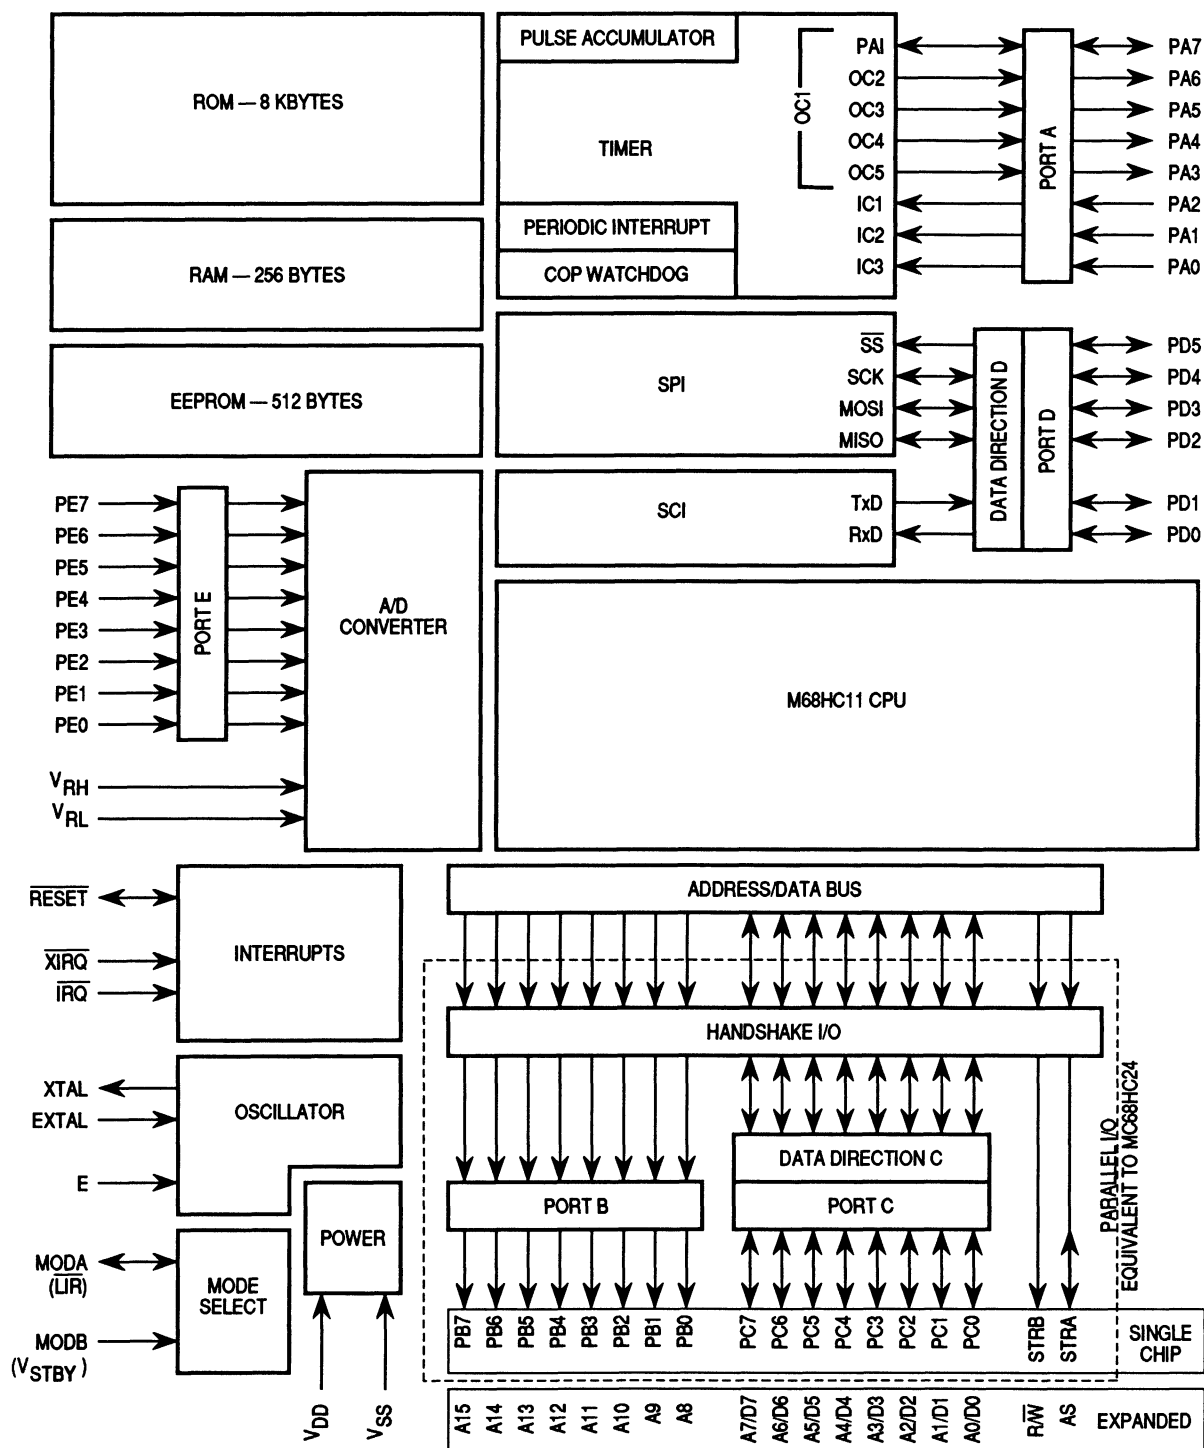 ROM — 8 KBYTES
RAM — 256 BYTES
EEPROM — 512 BYTES
PULSE ACCUMULATOR
TIMER
PERIODIC INTERRUPT
COP WATCHDOG
OC1
PAI
OC2
OC3
OC4
OC5
IC1
IC2
IC3
PORT A
PA7
PA6
PA5
PA4
PA3
PA2
PA1
PA0
SPI
S̅S̅
SCK
MOSI
MISO
SCI
TxD
RxD
DATA DIRECTION D
PORT D
PD5
PD4
PD3
PD2
PD1
PD0
PE7
PE6
PE5
PE4
PE3
PE2
PE1
PE0
PORT E
A/D
CONVERTER
VRH
VRL
M68HC11 CPU
R̅E̅S̅E̅T̅
X̅I̅R̅Q̅
I̅R̅Q̅
INTERRUPTS
XTAL
EXTAL
E
OSCILLATOR
POWER
MODA
(L̅I̅R̅)
MODB
(VSTBY )
MODE
SELECT
VDD
VSS
ADDRESS/DATA BUS
HANDSHAKE I/O
DATA DIRECTION C
PORT B
PORT C
PARALLEL I/O
EQUIVALENT TO MC68HC24
PB7
PB6
PB5
PB4
PB3
PB2
PB1
PB0
PC7
PC6
PC5
PC4
PC3
PC2
PC1
PC0
STRB
STRA
SINGLE
CHIP
A15
A14
A13
A12
A11
A10
A9
A8
A7/D7
A6/D6
A5/D5
A4/D4
A3/D3
A2/D2
A1/D1
A0/D0
R/W̅
AS
EXPANDED